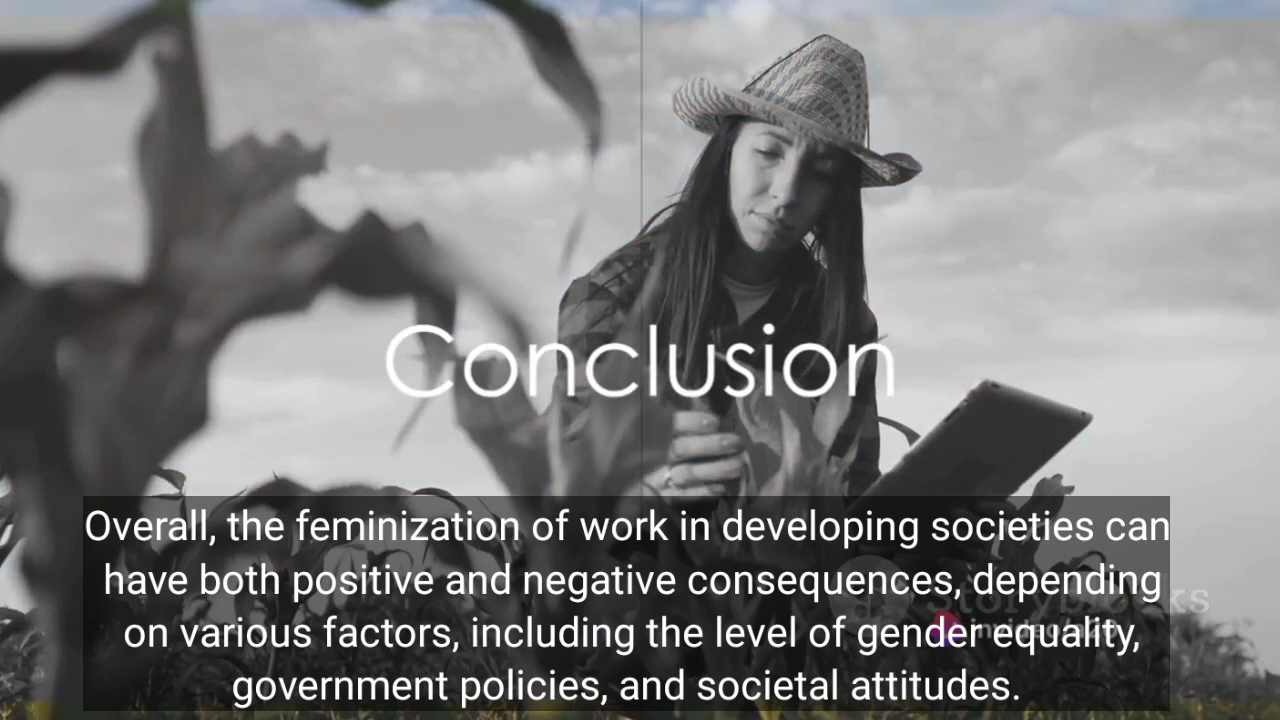 Conclusion
Overall, the feminization of work in developing societies can
have both positive and negative consequences, depending
on various factors, including the level of gender equality,
government policies, and societal attitudes.